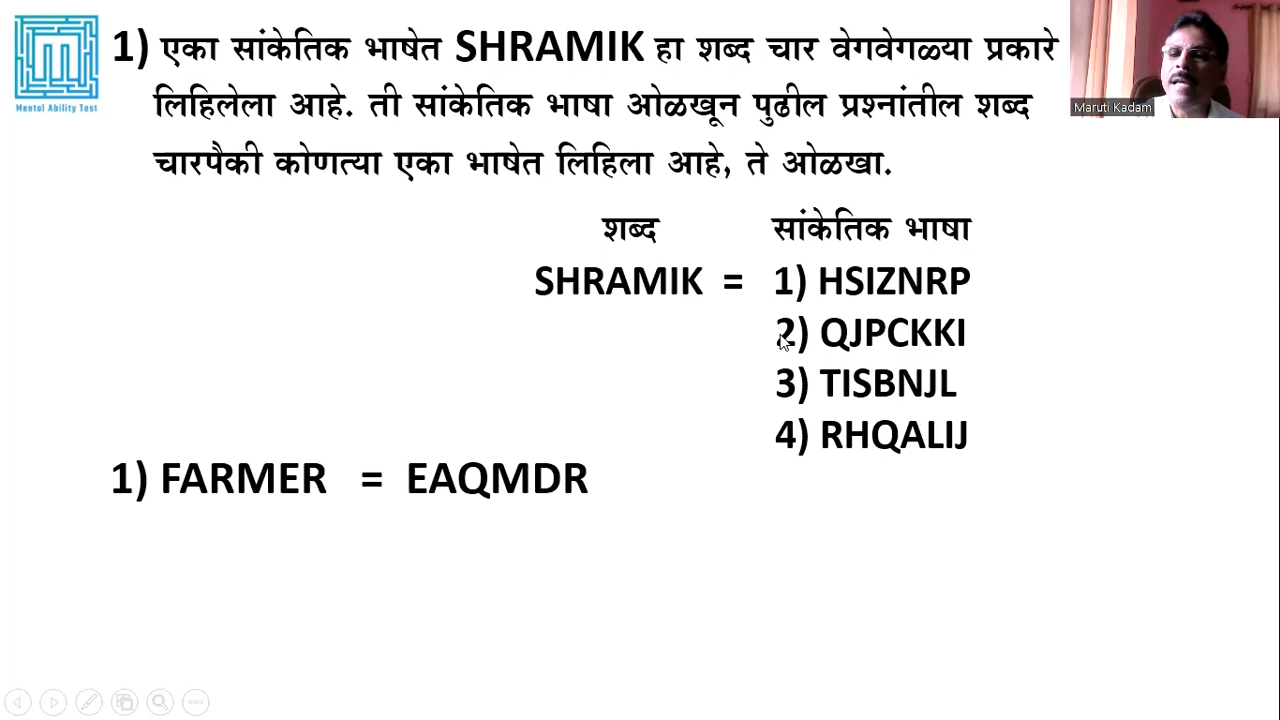 Mental Ability Test
1) एका सांकेतिक भाषेत SHRAMIK हा शब्द चार वेगवेगळ्या प्रकारे
लिहिलेला आहे. ती सांकेतिक भाषा ओळखून पुढील प्रश्नांतील शब्द
चारपैकी कोणत्या एका भाषेत लिहिला आहे, ते ओळखा.
शब्द सांकेतिक भाषा
SHRAMIK = 1) HSIZNRP
2) QJPCKKI
3) TISBNJL
4) RHQALIJ
1) FARMER = EAQMDR
Maruti Kadam